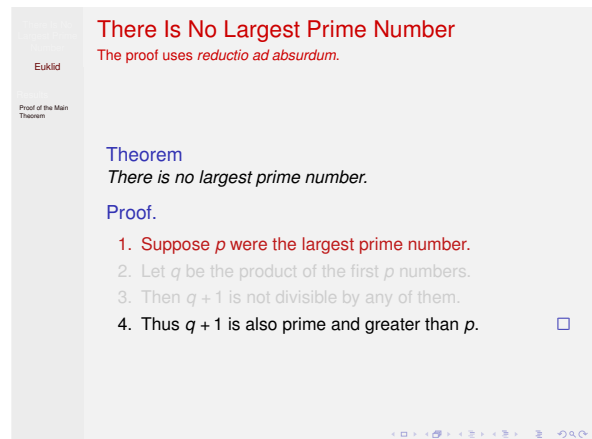 There Is No Largest Prime Number
The proof uses reductio ad absurdum.
Euklid
Proof of the Main
Theorem
Theorem
There is no largest prime number.
Proof.
1. Suppose p were the largest prime number.
2. Let q be the product of the first p numbers.
3. Then q + 1 is not divisible by any of them.
4. Thus q + 1 is also prime and greater than p.